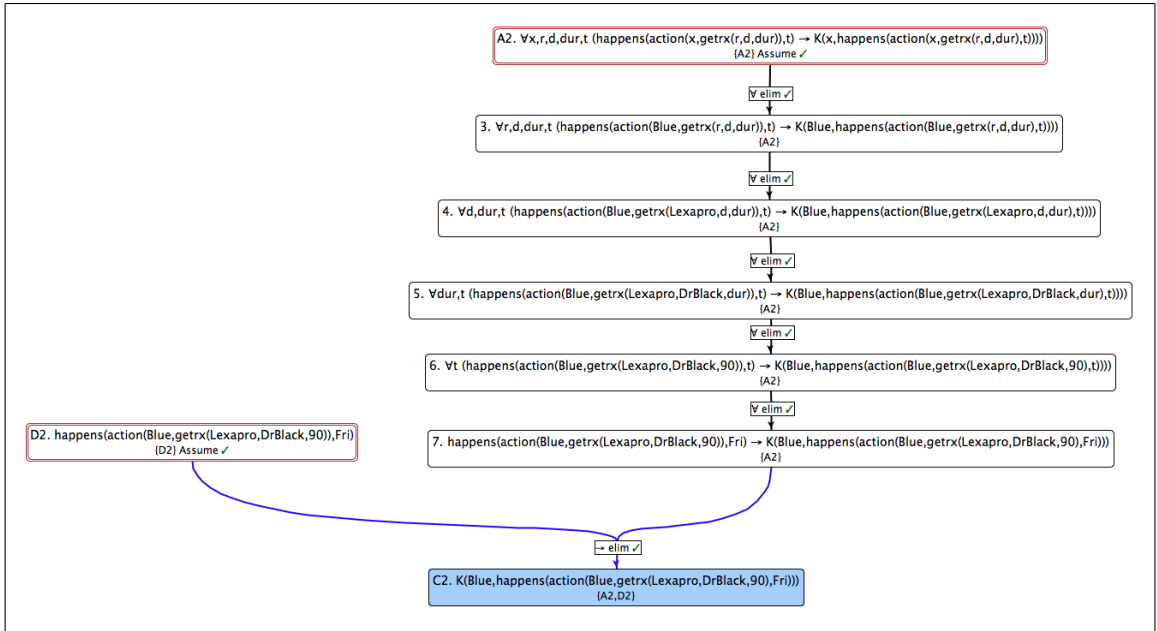 A2. ∀x,r,d,dur,t (happens(action(x,getrx(r,d,dur)),t) → K(x,happens(action(x,getrx(r,d,dur),t))))
{A2} Assume ✓
∀ elim ✓
3. ∀r,d,dur,t (happens(action(Blue,getrx(r,d,dur)),t) → K(Blue,happens(action(Blue,getrx(r,d,dur),t))))
{A2}
∀ elim ✓
4. ∀d,dur,t (happens(action(Blue,getrx(Lexapro,d,dur)),t) → K(Blue,happens(action(Blue,getrx(Lexapro,d,dur),t))))
{A2}
∀ elim ✓
5. ∀dur,t (happens(action(Blue,getrx(Lexapro,DrBlack,dur)),t) → K(Blue,happens(action(Blue,getrx(Lexapro,DrBlack,dur),t))))
{A2}
∀ elim ✓
6. ∀t (happens(action(Blue,getrx(Lexapro,DrBlack,90)),t) → K(Blue,happens(action(Blue,getrx(Lexapro,DrBlack,90),t))))
{A2}
∀ elim ✓
D2. happens(action(Blue,getrx(Lexapro,DrBlack,90)),Fri)
{D2} Assume ✓
7. happens(action(Blue,getrx(Lexapro,DrBlack,90)),Fri) → K(Blue,happens(action(Blue,getrx(Lexapro,DrBlack,90),Fri)))
{A2}
→ elim ✓
C2. K(Blue,happens(action(Blue,getrx(Lexapro,DrBlack,90),Fri)))
{A2,D2}